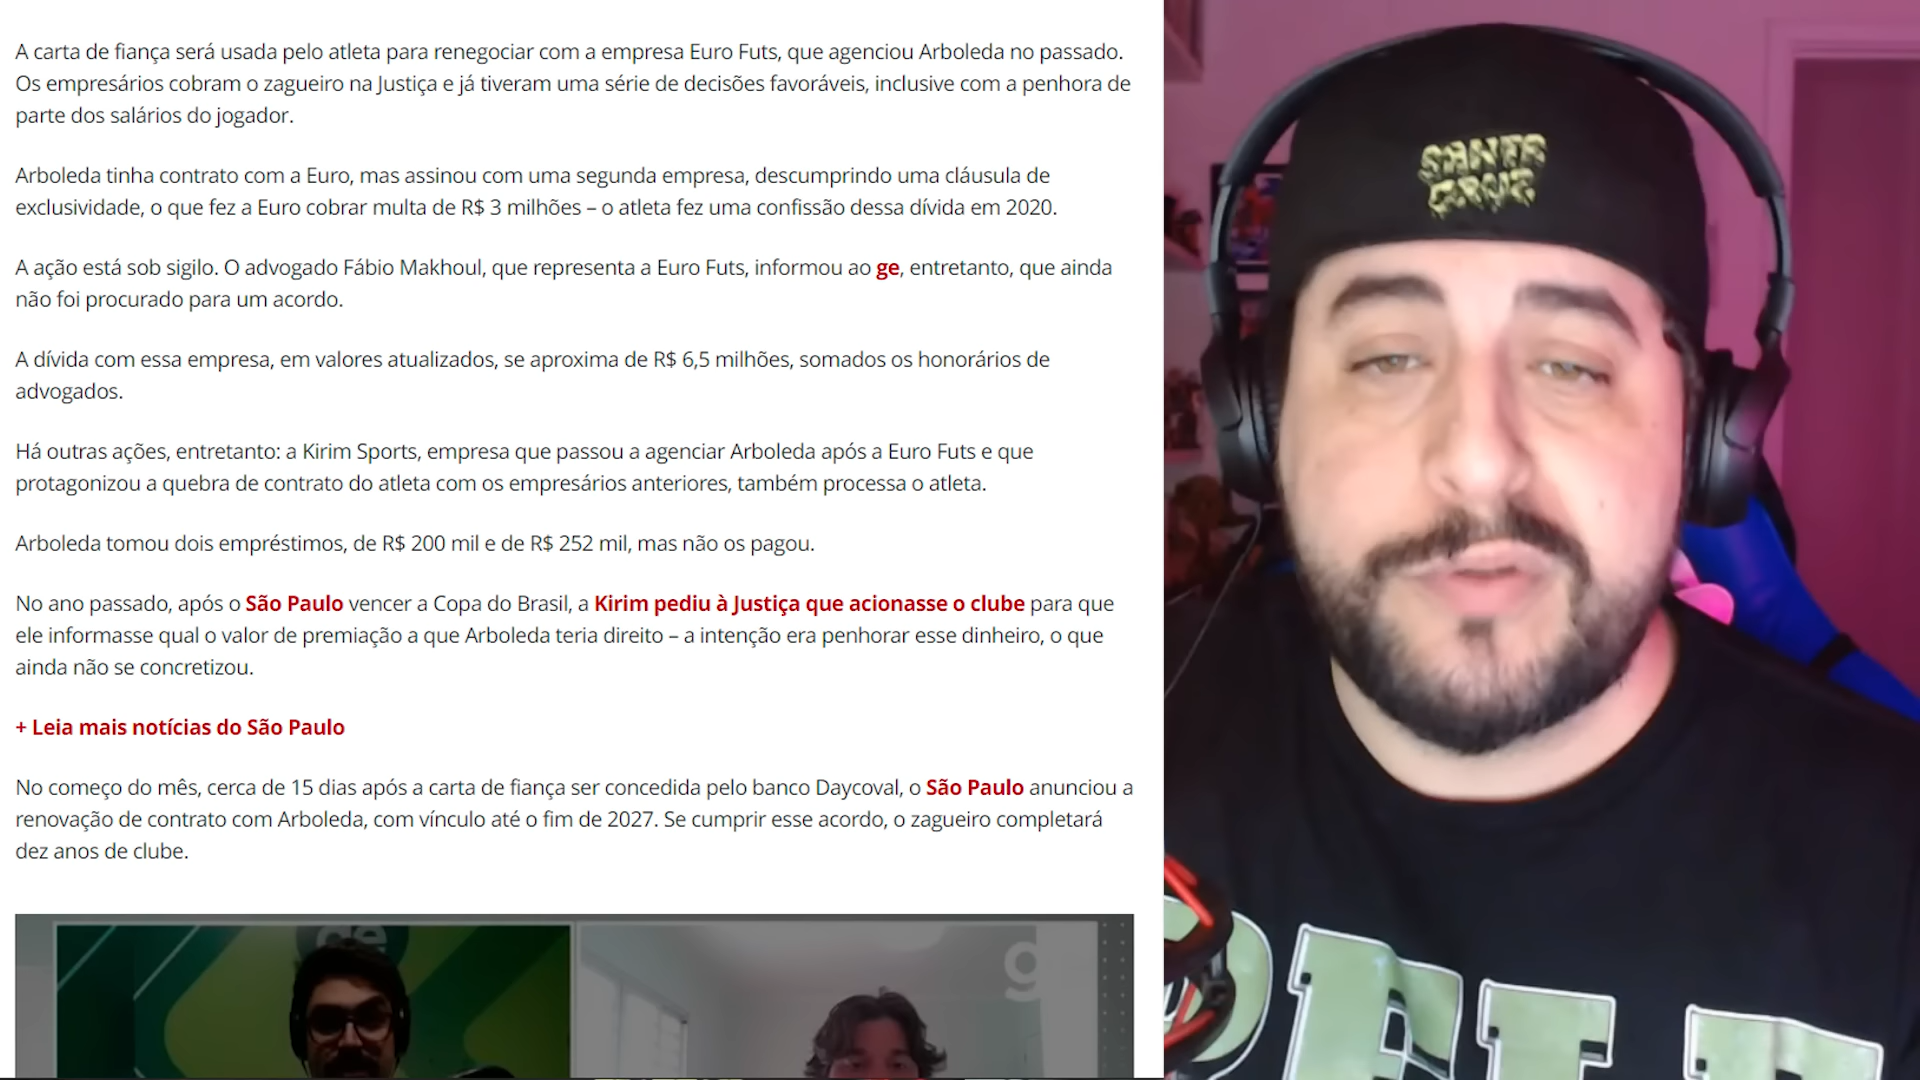 A carta de fiança será usada pelo atleta para renegociar com a empresa Euro Futs, que agenciou Arboleda no passado.
Os empresários cobram o zagueiro na Justiça e já tiveram uma série de decisões favoráveis, inclusive com a penhora de
parte dos salários do jogador.
Arboleda tinha contrato com a Euro, mas assinou com uma segunda empresa, descumprindo uma cláusula de
exclusividade, o que fez a Euro cobrar multa de R$ 3 milhões – o atleta fez uma confissão dessa dívida em 2020.
A ação está sob sigilo. O advogado Fábio Makhoul, que representa a Euro Futs, informou ao ge, entretanto, que ainda
não foi procurado para um acordo.
A dívida com essa empresa, em valores atualizados, se aproxima de R$ 6,5 milhões, somados os honorários de
advogados.
Há outras ações, entretanto: a Kirim Sports, empresa que passou a agenciar Arboleda após a Euro Futs e que
protagonizou a quebra de contrato do atleta com os empresários anteriores, também processa o atleta.
Arboleda tomou dois empréstimos, de R$ 200 mil e de R$ 252 mil, mas não os pagou.
No ano passado, após o São Paulo vencer a Copa do Brasil, a Kirim pediu à Justiça que acionasse o clube para que
ele informasse qual o valor de premiação a que Arboleda teria direito – a intenção era penhorar esse dinheiro, o que
ainda não se concretizou.
+ Leia mais notícias do São Paulo
No começo do mês, cerca de 15 dias após a carta de fiança ser concedida pelo banco Daycoval, o São Paulo anunciou a
renovação de contrato com Arboleda, com vínculo até o fim de 2027. Se cumprir esse acordo, o zagueiro completará
dez anos de clube.
ge
SANTA
CRUZ